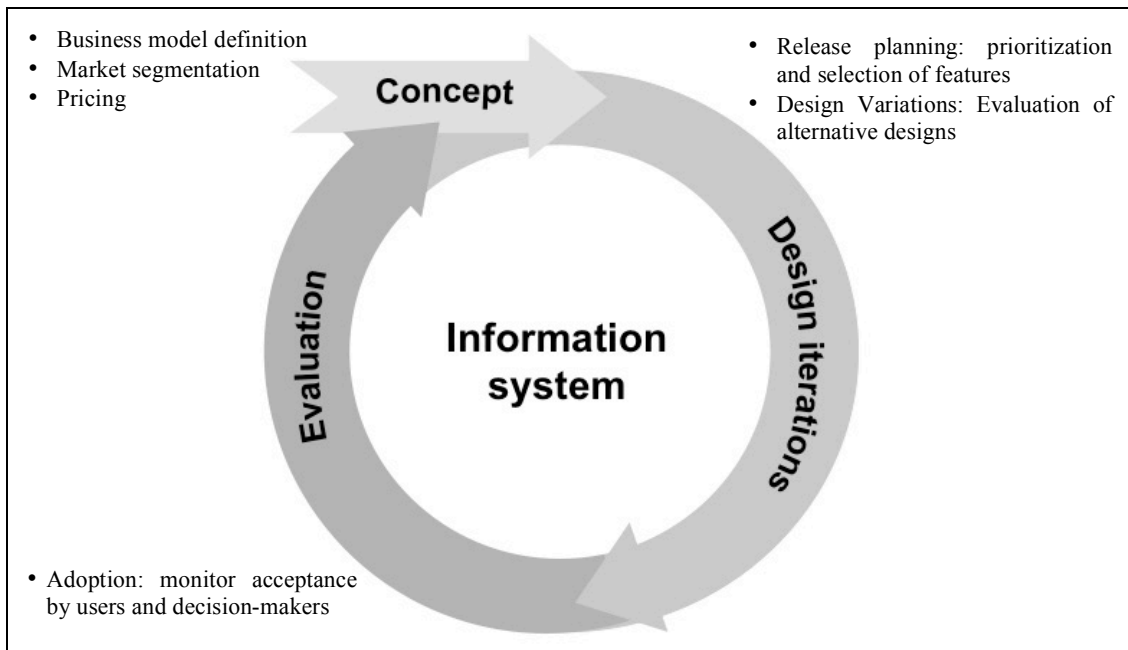 • Business model definition
• Market segmentation
• Pricing
Concept
• Release planning: prioritization
and selection of features
• Design Variations: Evaluation of
alternative designs
Design iterations
Information
system
Evaluation
• Adoption: monitor acceptance
by users and decision-makers